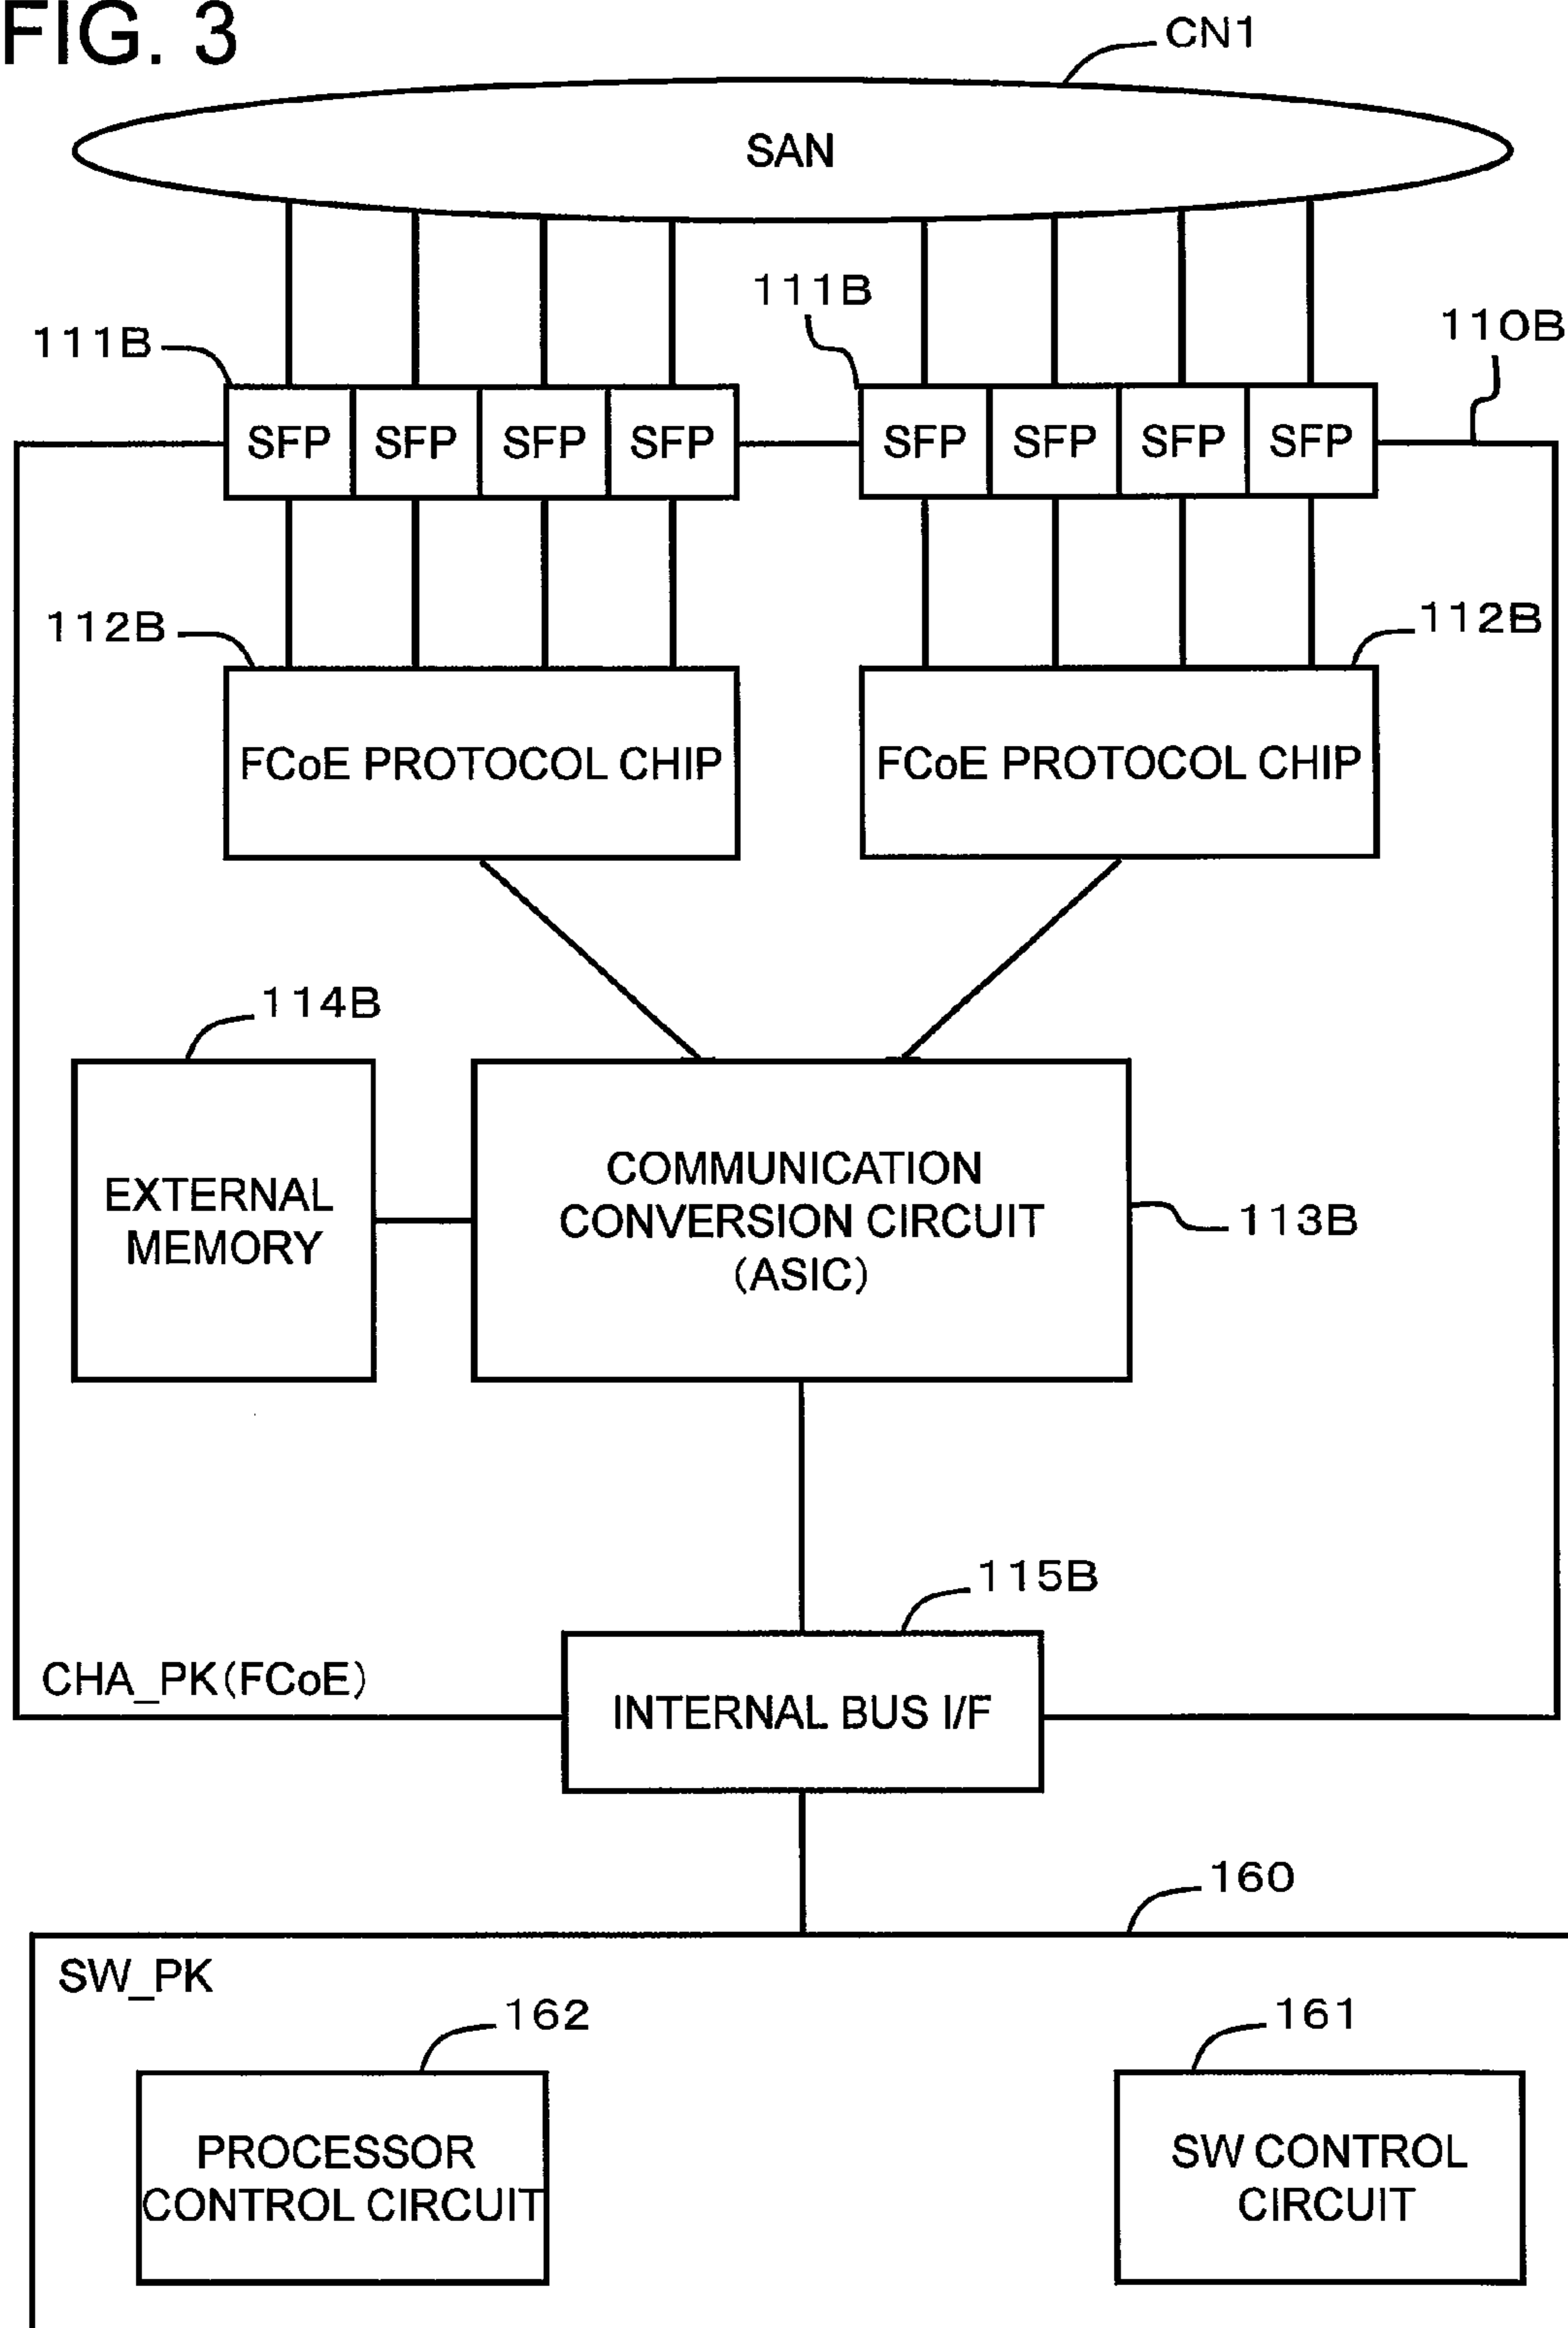 FIG. 3
CN1
SAN
111B
111B
110B
SFP SFP SFP SFP SFP SFP SFP SFP
112B
112B
FCoE PROTOCOL CHIP
FCoE PROTOCOL CHIP
114B
EXTERNAL
MEMORY
COMMUNICATION
CONVERSION CIRCUIT
(ASIC)
113B
115B
CHA_PK(FCoE)
INTERNAL BUS I/F
160
SW_PK
162
161
PROCESSOR
CONTROL CIRCUIT
SW CONTROL
CIRCUIT